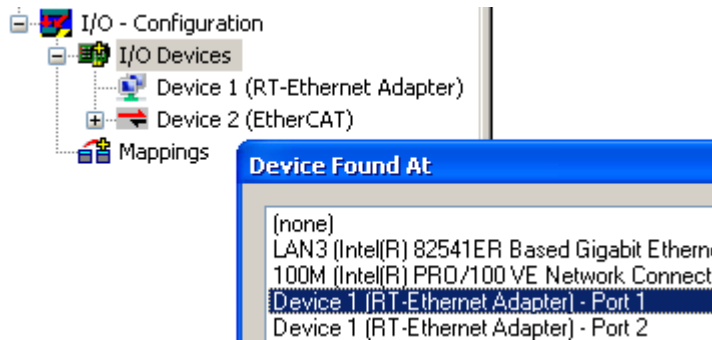 I/O - Configuration
I/O Devices
Device 1 (RT-Ethernet Adapter)
Device 2 (EtherCAT)
Mappings
Device Found At
(none)
LAN3 (Intel(R) 82541ER Based Gigabit Etherne
100M (Intel(R) PRO/100 VE Network Connect
Device 1 (RT-Ethernet Adapter) - Port 1
Device 1 (RT-Ethernet Adapter) - Port 2